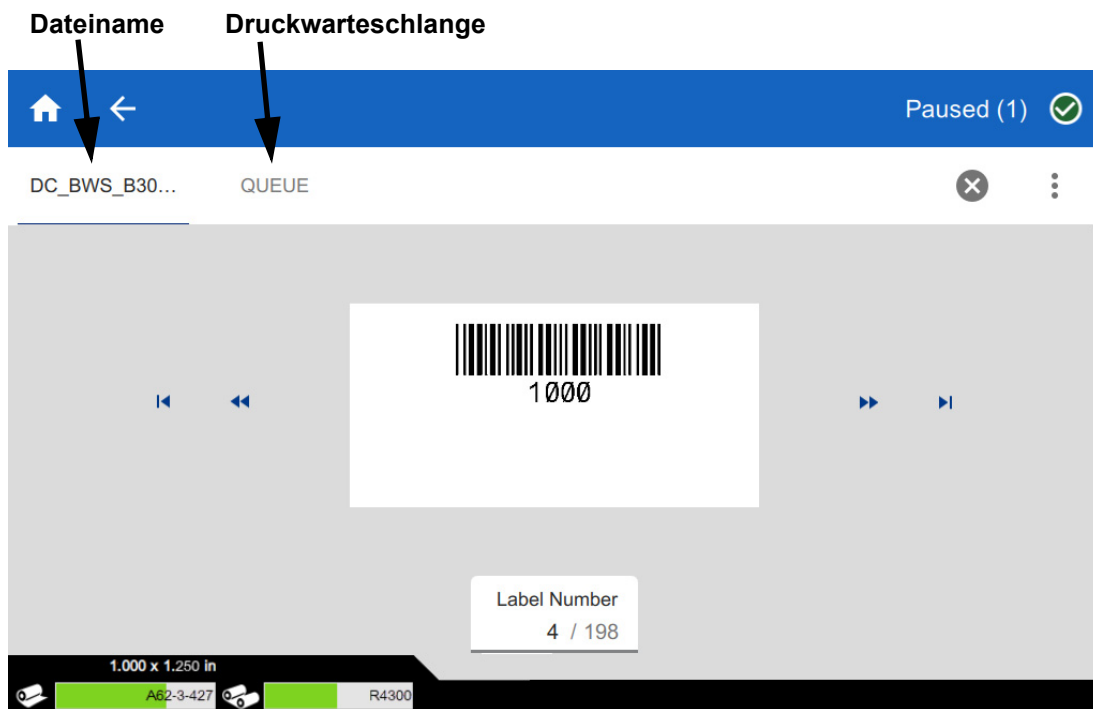 Dateiname Druckwarteschlange
Paused (1)
DC_BWS_B30... QUEUE
1000
Label Number
4 / 198
1.000 x 1.250 in
A62-3-427 R4300